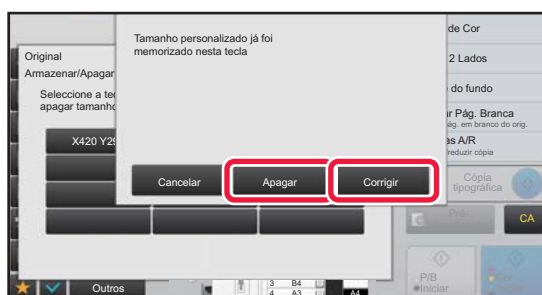 Tamanho personalizado já foi
memorizado nesta tecla
Cancelar
Apagar
Corrigir
Original
Armazenar/Apagar
Seleccione a te
apagar tamanho
X420 Y29
de Cor
2 Lados
do fundo
r Pág. Branca
ág. em branco do orig.
as A/R
reduzir cópia
Cópia
tipográfica
Pré-
CA
P/B
Iniciar
Outros
3 B4
4 A3
A4